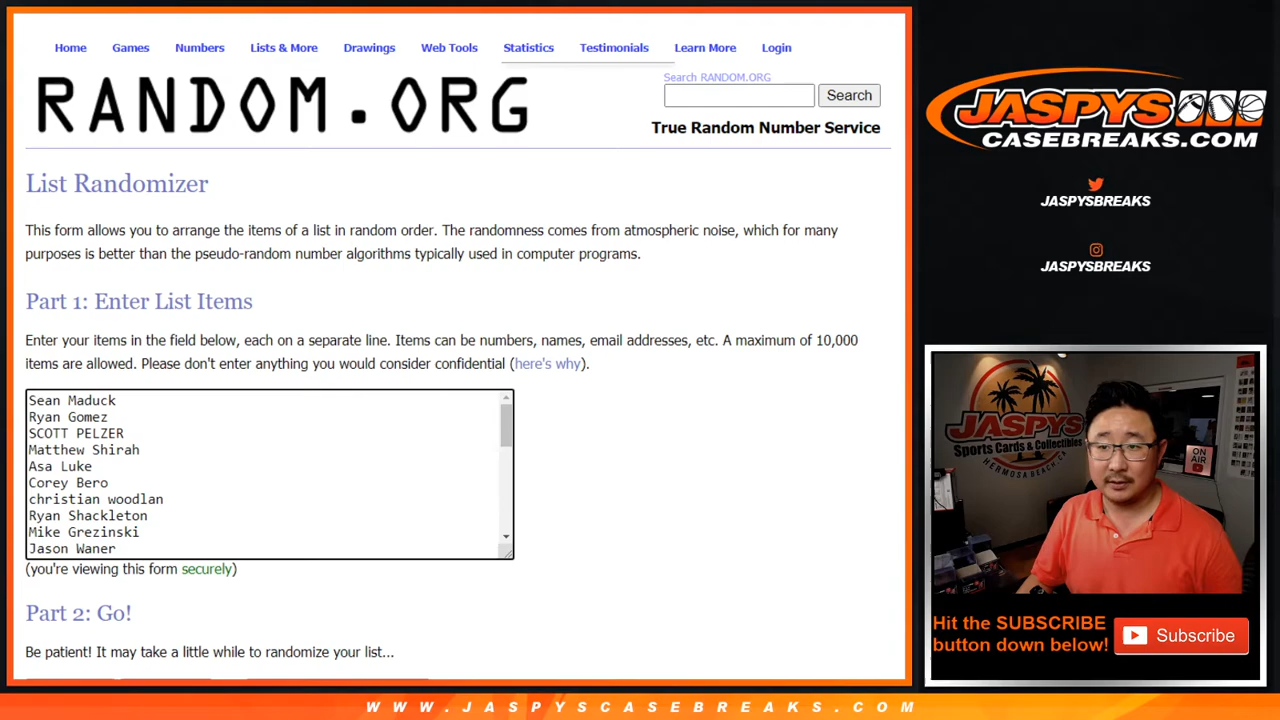 Home Games Numbers Lists & More Drawings Web Tools Statistics Testimonials Learn More Login
RANDOM.ORG
Search RANDOM.ORG
Search
True Random Number Service
List Randomizer
This form allows you to arrange the items of a list in random order. The randomness comes from atmospheric noise, which for many
purposes is better than the pseudo-random number algorithms typically used in computer programs.
Part 1: Enter List Items
Enter your items in the field below, each on a separate line. Items can be numbers, names, email addresses, etc. A maximum of 10,000
items are allowed. Please don't enter anything you would consider confidential (here's why).
Sean Maduck
Ryan Gomez
SCOTT PELZER
Matthew Shirah
Asa Luke
Corey Bero
christian woodlan
Ryan Shackleton
Mike Grezinski
Jason Waner
(you're viewing this form securely)
Part 2: Go!
Be patient! It may take a little while to randomize your list...
JASPYS
CASEBREAKS.COM
JASPYSBREAKS
JASPYSBREAKS
JASPYS
Sports Cards & Collectibles
HERMOSA BEACH, CA
ON AIR
Hit the SUBSCRIBE
button down below!
Subscribe
WWW.JASPYSCASEBREAKS.COM